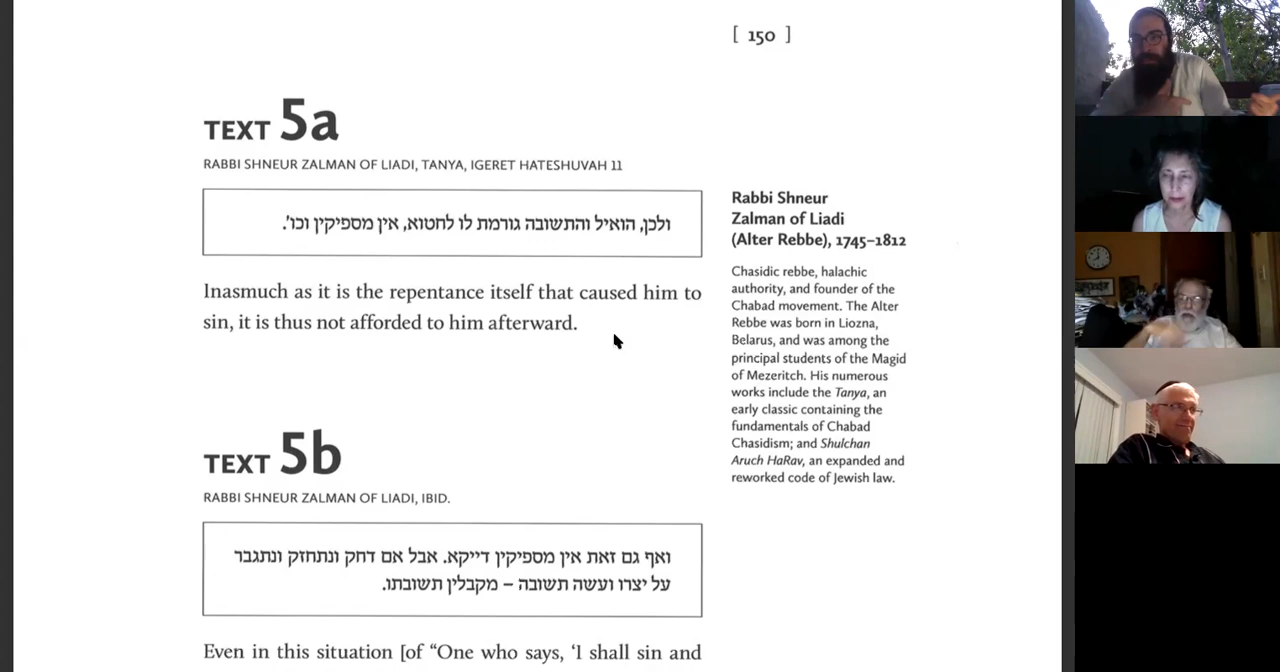 [ 150 ]
TEXT 5a
RABBI SHNEUR ZALMAN OF LIADI, TANYA, IGERET HATESHUVAH 11
ולכן, הואיל והתשובה גורמת לו לחטוא, אין מספיקין וכו'.
Inasmuch as it is the repentance itself that caused him to
sin, it is thus not afforded to him afterward.
Rabbi Shneur
Zalman of Liadi
(Alter Rebbe), 1745–1812
Chasidic rebbe, halachic
authority, and founder of the
Chabad movement. The Alter
Rebbe was born in Liozna,
Belarus, and was among the
principal students of the Magid
of Mezeritch. His numerous
works include the Tanya, an
early classic containing the
fundamentals of Chabad
Chasidism; and Shulchan
Aruch HaRav, an expanded and
reworked code of Jewish law.
TEXT 5b
RABBI SHNEUR ZALMAN OF LIADI, IBID.
ואף גם זאת אין מספיקין דייקא. אבל אם דחק ונתחזק ונתגבר
על יצרו ועשה תשובה – מקבלין תשובתו.
Even in this situation [of “One who says, ‘I shall sin and